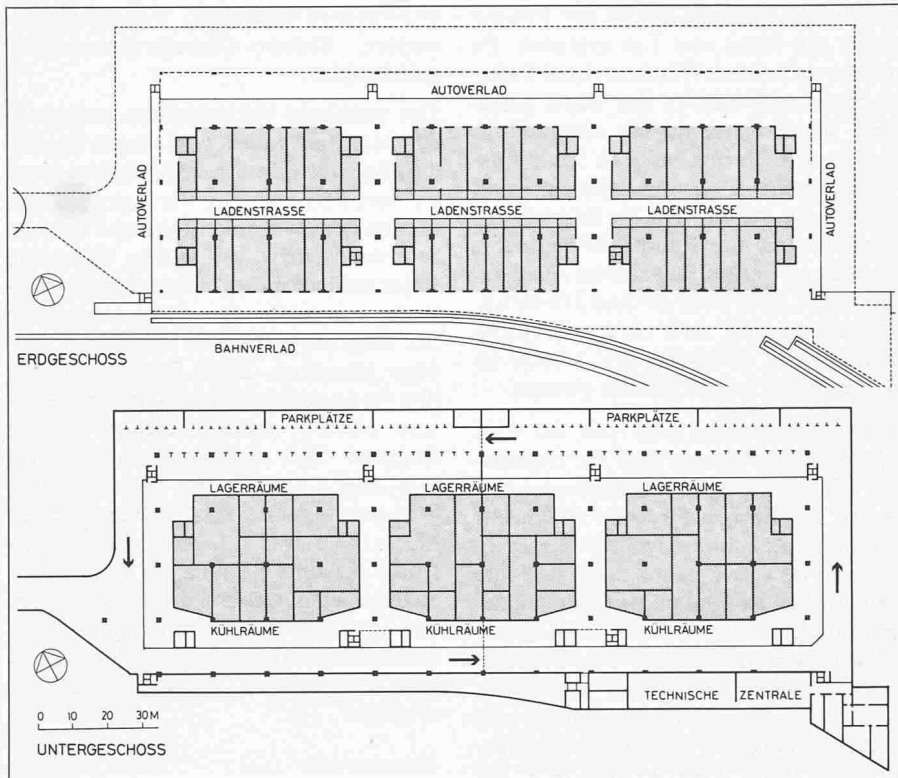 AUTOVERLAD
AUTOVERLAD
AUTOVERLAD
LADENSTRASSE
LADENSTRASSE
LADENSTRASSE
BAHNVERLAD
ERDGESCHOSS
PARKPLÄTZE
PARKPLÄTZE
LAGERRÄUME
LAGERRÄUME
LAGERRÄUME
KÜHLRÄUME
KÜHLRÄUME
KÜHLRÄUME
TECHNISCHE ZENTRALE
0 10 20 30 M
UNTERGESCHOSS